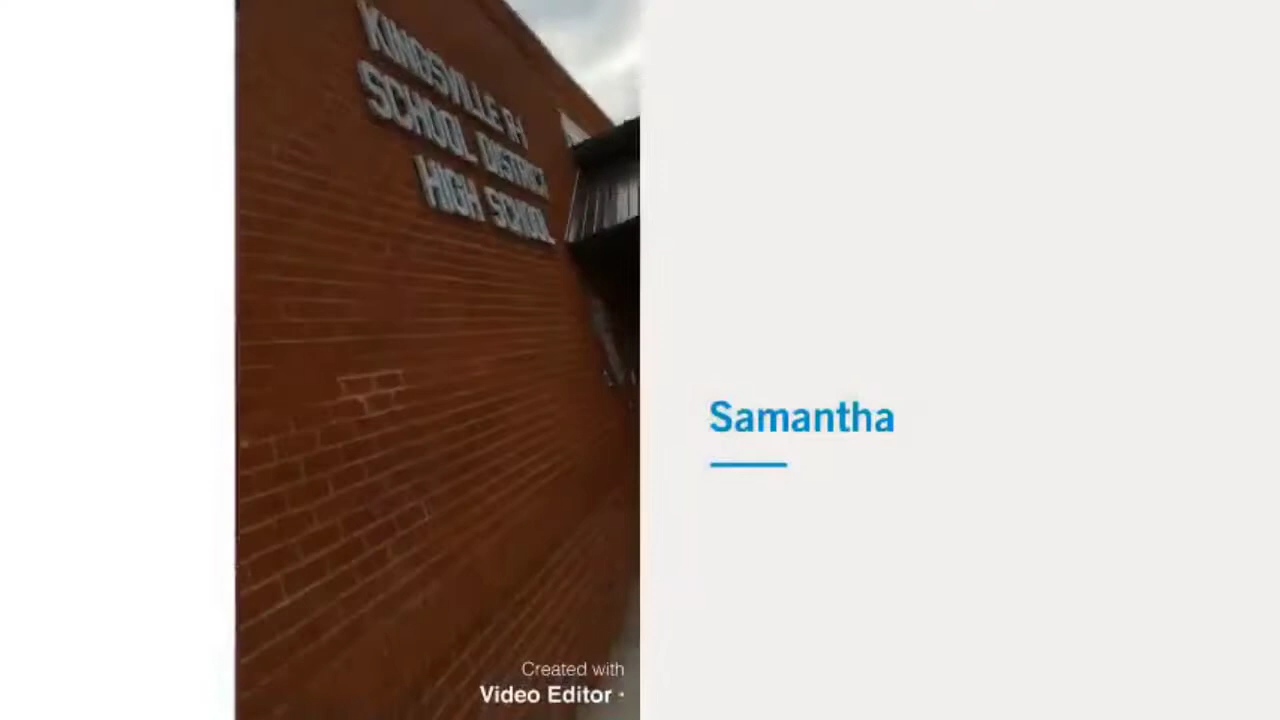 KINGSVILLE R-1
SCHOOL DISTRICT
HIGH SCHOOL
Samantha
Created with
Video Editor